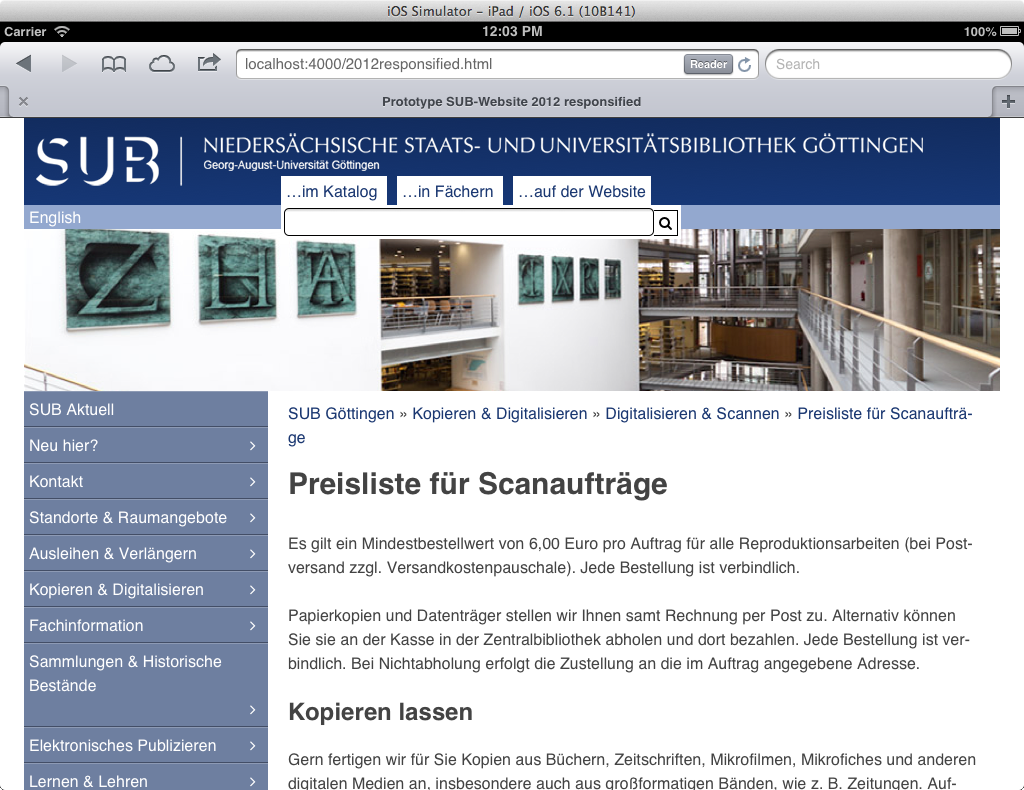 iOS Simulator – iPad / iOS 6.1 (10B141)
Carrier 12:03 PM 100%
localhost:4000/2012responsified.html Reader Search
Prototype SUB-Website 2012 responsified
SUB NIEDERSÄCHSISCHE STAATS- UND UNIVERSITÄTSBIBLIOTHEK GÖTTINGEN
Georg-August-Universität Göttingen
...im Katalog ...in Fächern ...auf der Website
English
Z H A I X C H
SUB Aktuell
Neu hier?
Kontakt
Standorte & Raumangebote
Ausleihen & Verlängern
Kopieren & Digitalisieren
Fachinformation
Sammlungen & Historische
Bestände
Elektronisches Publizieren
Lernen & Lehren
SUB Göttingen » Kopieren & Digitalisieren » Digitalisieren & Scannen » Preisliste für Scanaufträ-
ge
Preisliste für Scanaufträge
Es gilt ein Mindestbestellwert von 6,00 Euro pro Auftrag für alle Reproduktionsarbeiten (bei Post-
versand zzgl. Versandkostenpauschale). Jede Bestellung ist verbindlich.
Papierkopien und Datenträger stellen wir Ihnen samt Rechnung per Post zu. Alternativ können
Sie sie an der Kasse in der Zentralbibliothek abholen und dort bezahlen. Jede Bestellung ist ver-
bindlich. Bei Nichtabholung erfolgt die Zustellung an die im Auftrag angegebene Adresse.
Kopieren lassen
Gern fertigen wir für Sie Kopien aus Büchern, Zeitschriften, Mikrofilmen, Mikrofiches und anderen
digitalen Medien an, insbesondere auch aus großformatigen Bänden, wie z. B. Zeitungen. Auf-